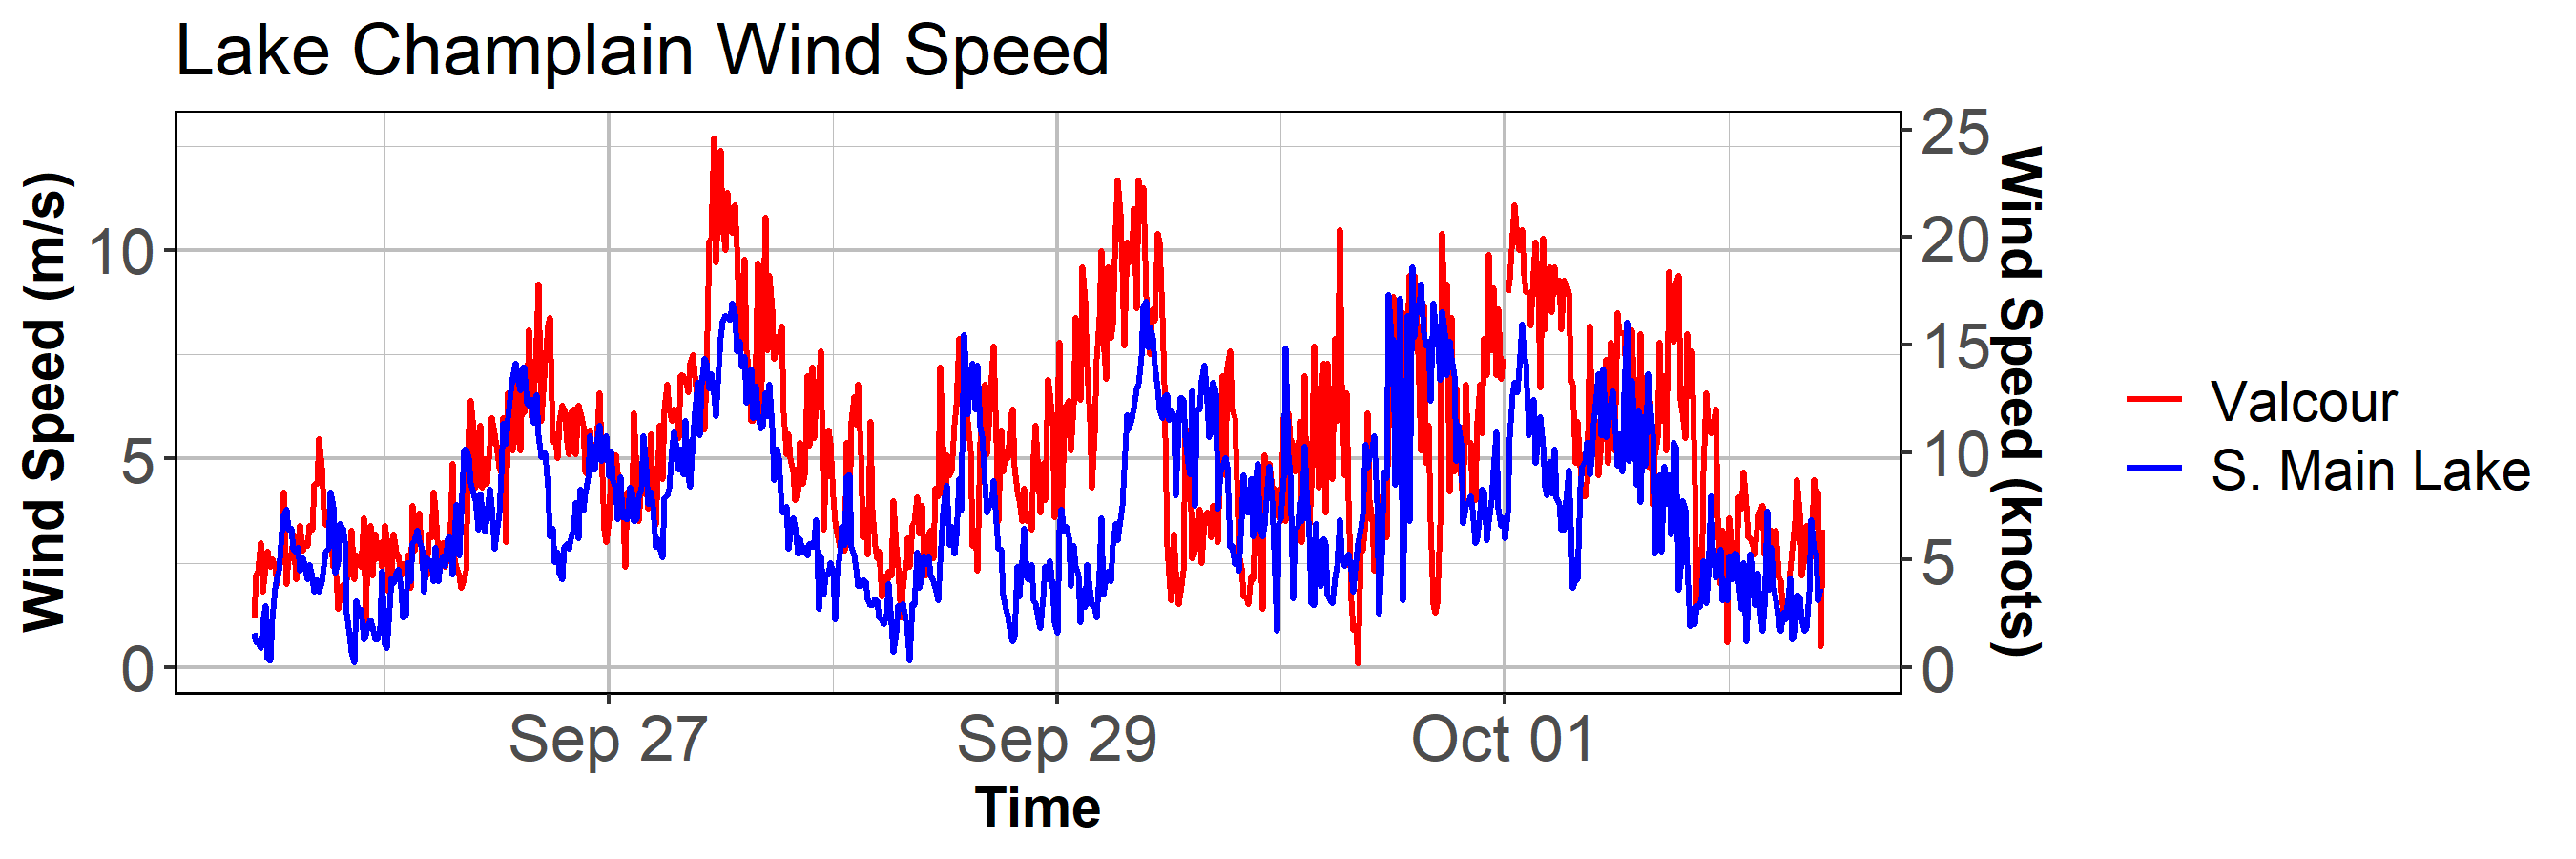 Lake Champlain Wind Speed
Wind Speed (m/s)
10
5
0
25
20
15
10
5
0
Wind Speed (knots)
Sep 27
Sep 29
Oct 01
Time
Valcour
S. Main Lake